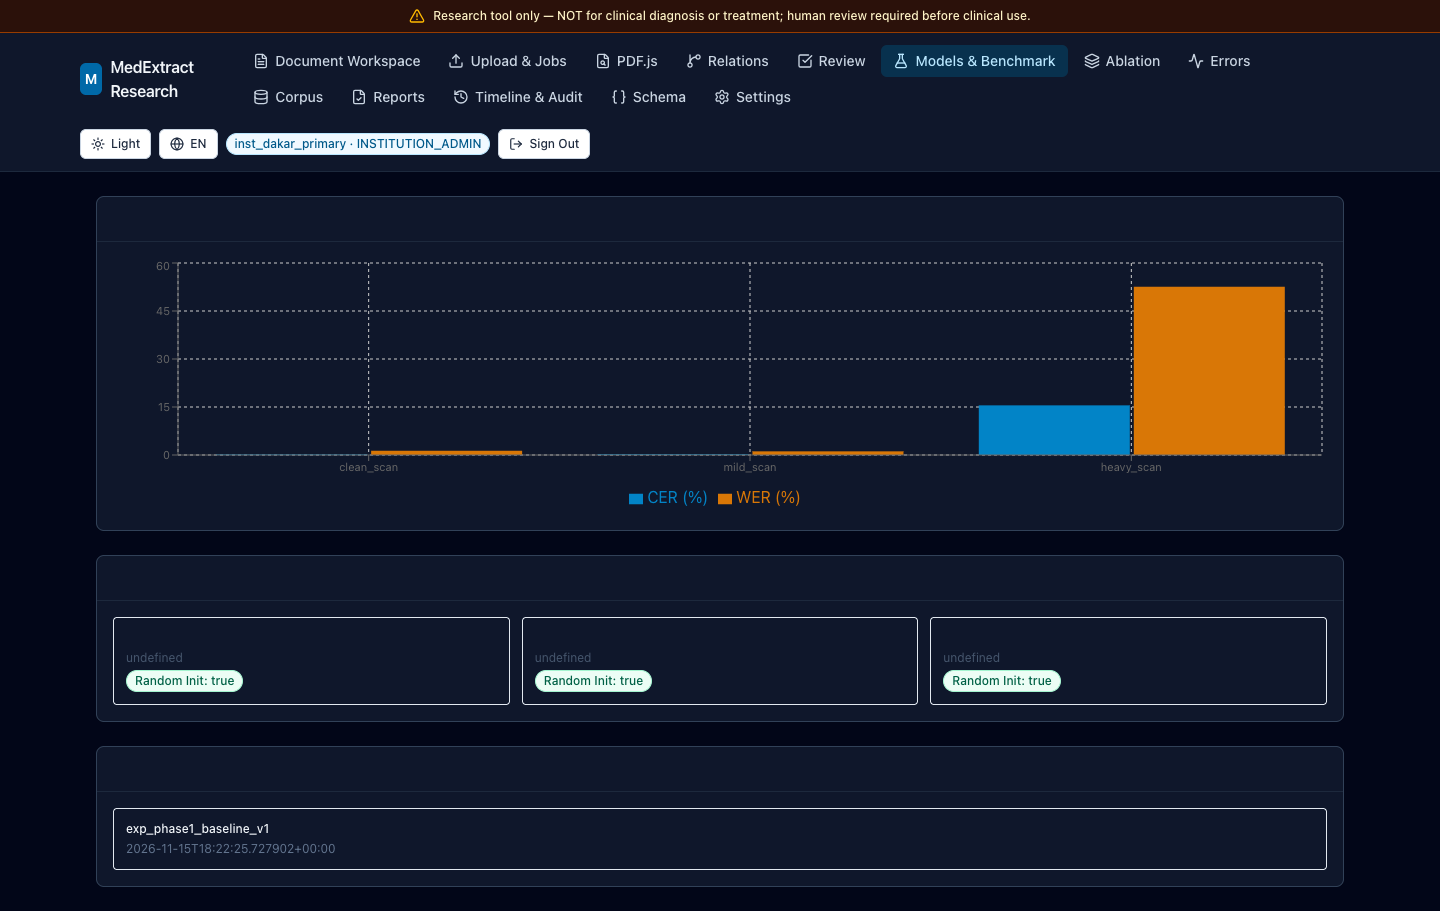 Research tool only — NOT for clinical diagnosis or treatment; human review required before clinical use.
M
MedExtract
Research
Document Workspace
Upload & Jobs
PDF.js
Relations
Review
Models & Benchmark
Ablation
Errors
Corpus
Reports
Timeline & Audit
Schema
Settings
Light
EN
inst_dakar_primary · INSTITUTION_ADMIN
Sign Out
60
45
30
15
0
clean_scan
mild_scan
heavy_scan
CER (%)
WER (%)
undefined
Random Init: true
undefined
Random Init: true
undefined
Random Init: true
exp_phase1_baseline_v1
2026-11-15T18:22:25.727902+00:00